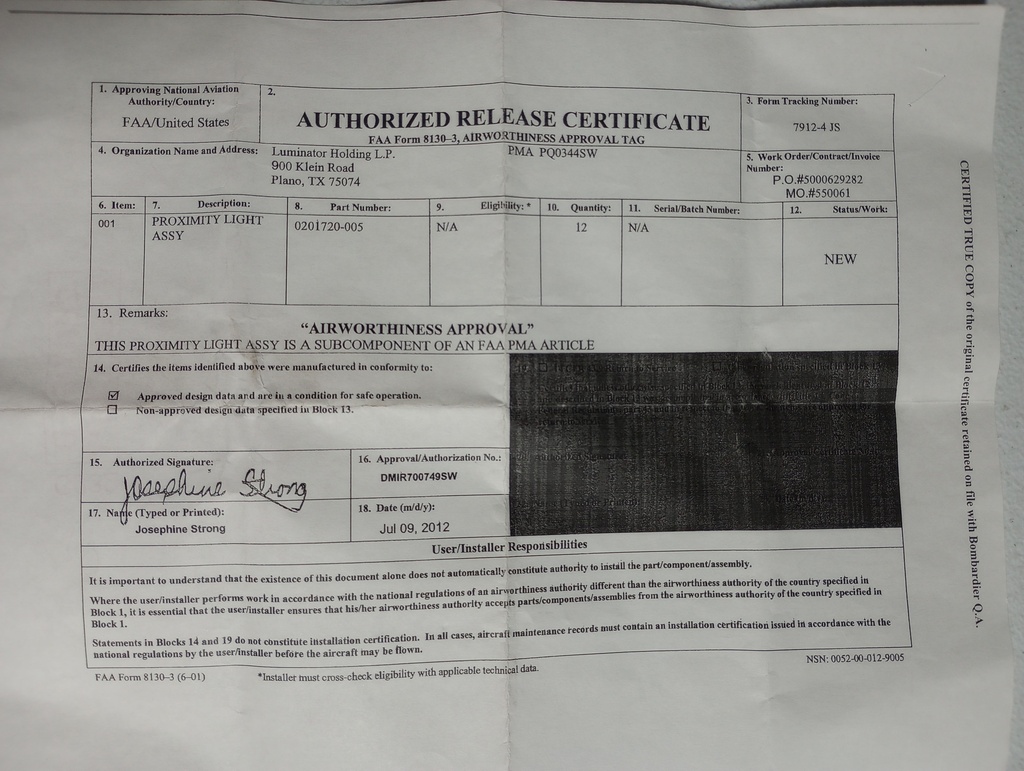 1. Approving National Aviation
Authority/Country:
FAA/United States
2.
AUTHORIZED RELEASE CERTIFICATE
FAA Form 8130–3, AIRWORTHINESS APPROVAL TAG
3. Form Tracking Number:
7912-4 JS
4. Organization Name and Address:
Luminator Holding L.P.
PMA PQ0344SW
900 Klein Road
Plano, TX 75074
5. Work Order/Contract/Invoice
Number:
P.O.#5000629282
MO.#550061
6. Item:
7. Description:
8. Part Number:
9. Eligibility: *
10. Quantity:
11. Serial/Batch Number:
12. Status/Work:
001
PROXIMITY LIGHT
ASSY
0201720-005
N/A
12
N/A
NEW
13. Remarks:
"AIRWORTHINESS APPROVAL"
THIS PROXIMITY LIGHT ASSY IS A SUBCOMPONENT OF AN FAA PMA ARTICLE
14. Certifies the items identified above were manufactured in conformity to:
☑ Approved design data and are in a condition for safe operation.
☐ Non-approved design data specified in Block 13.
15. Authorized Signature:
Josephine Strong
16. Approval/Authorization No.:
DMIR700749SW
17. Name (Typed or Printed):
Josephine Strong
18. Date (m/d/y):
Jul 09, 2012
User/Installer Responsibilities
It is important to understand that the existence of this document alone does not automatically constitute authority to install the part/component/assembly.
Where the user/installer performs work in accordance with the national regulations of an airworthiness authority different than the airworthiness authority of the country specified in
Block 1, it is essential that the user/installer ensures that his/her airworthiness authority accepts parts/components/assemblies from the airworthiness authority of the country specified in
Block 1.
Statements in Blocks 14 and 19 do not constitute installation certification. In all cases, aircraft maintenance records must contain an installation certification issued in accordance with the
national regulations by the user/installer before the aircraft may be flown.
FAA Form 8130–3 (6–01)
*Installer must cross-check eligibility with applicable technical data.
NSN: 0052-00-012-9005
CERTIFIED TRUE COPY of the original certificate retained on file with Bombardier Q.A.